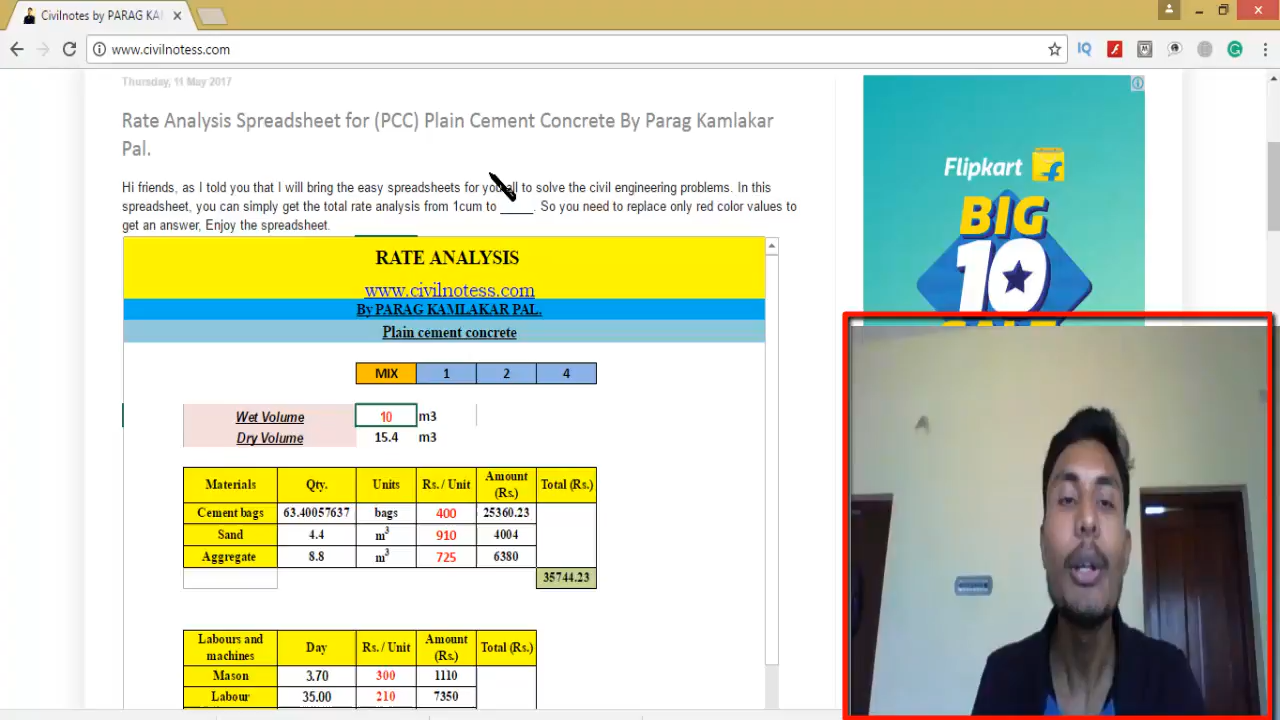 Civilnotes by PARAG KA
www.civilnotess.com
Thursday, 11 May 2017
Rate Analysis Spreadsheet for (PCC) Plain Cement Concrete By Parag Kamlakar
Pal.
Hi friends, as I told you that I will bring the easy spreadsheets for you all to solve the civil engineering problems. In this
spreadsheet, you can simply get the total rate analysis from 1cum to _____. So you need to replace only red color values to
get an answer, Enjoy the spreadsheet.
RATE ANALYSIS
www.civilnotess.com
By PARAG KAMLAKAR PAL.
Plain cement concrete
MIX 1 2 4
Wet Volume 10 m3
Dry Volume 15.4 m3
Materials Qty. Units Rs. / Unit Amount (Rs.) Total (Rs.)
Cement bags 63.40057637 bags 400 25360.23
Sand 4.4 m³ 910 4004
Aggregate 8.8 m³ 725 6380
35744.23
Labours and machines Day Rs. / Unit Amount (Rs.) Total (Rs.)
Mason 3.70 300 1110
Labour 35.00 210 7350
Flipkart
BIG
10
SALE
IQ